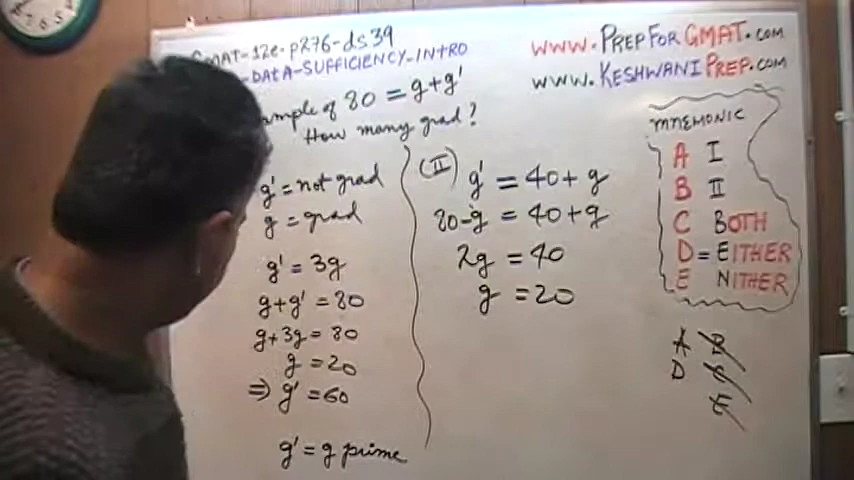 GMAT-12e-p276-ds39
-DATA-SUFFICIENCY-INTRO
of 80 = g+g'
How many grad?
g' = not grad
g = grad
g' = 3g
g+g' = 80
g+3g = 80
g = 20
⇒ g' = 60
g' = g prime
(II) g' = 40+g
80-g = 40+g
2g = 40
g = 20
www.PrepForGMAT.com
www.KeshwaniPrep.com
MNEMONIC
A I
B II
C BOTH
D = EITHER
E NITHER
A B
D C
E